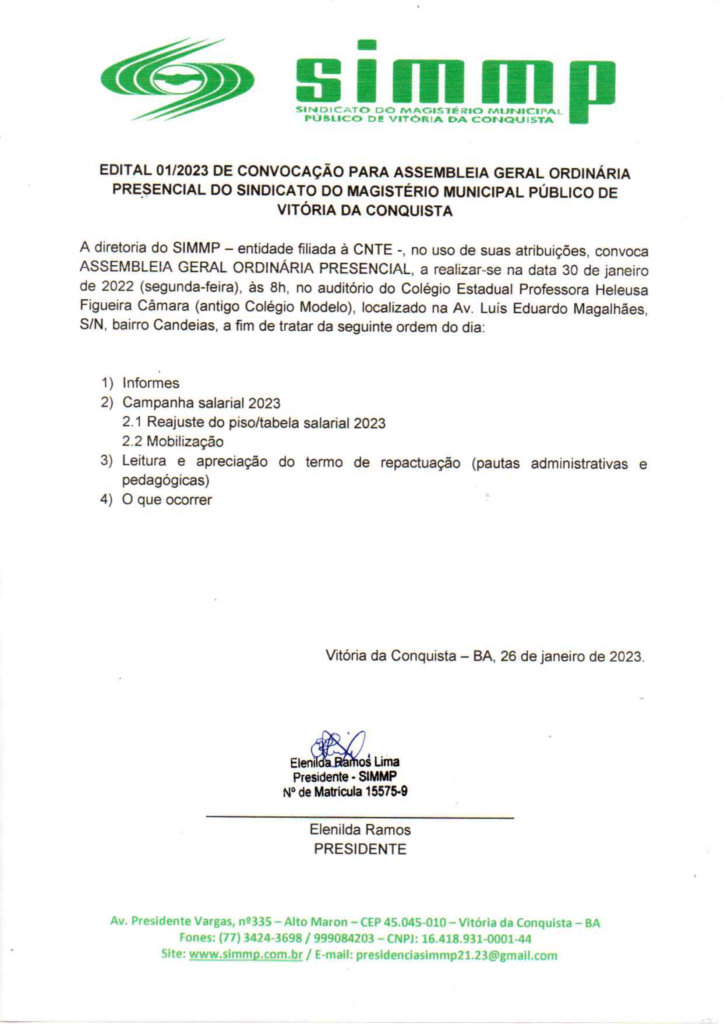 simmp
SINDICATO DO MAGISTÉRIO MUNICIPAL
PÚBLICO DE VITÓRIA DA CONQUISTA
EDITAL 01/2023 DE CONVOCAÇÃO PARA ASSEMBLEIA GERAL ORDINÁRIA
PRESENCIAL DO SINDICATO DO MAGISTÉRIO MUNICIPAL PÚBLICO DE
VITÓRIA DA CONQUISTA
A diretoria do SIMMP – entidade filiada à CNTE -, no uso de suas atribuições, convoca
ASSEMBLEIA GERAL ORDINÁRIA PRESENCIAL, a realizar-se na data 30 de janeiro
de 2022 (segunda-feira), às 8h, no auditório do Colégio Estadual Professora Heleusa
Figueira Câmara (antigo Colégio Modelo), localizado na Av. Luís Eduardo Magalhães,
S/N, bairro Candeias, a fim de tratar da seguinte ordem do dia:
1) Informes
2) Campanha salarial 2023
2.1 Reajuste do piso/tabela salarial 2023
2.2 Mobilização
3) Leitura e apreciação do termo de repactuação (pautas administrativas e
pedagógicas)
4) O que ocorrer
Vitória da Conquista – BA, 26 de janeiro de 2023.
Elenilda Ramos Lima
Presidente - SIMMP
Nº de Matricula 15575-9
Elenilda Ramos
PRESIDENTE
Av. Presidente Vargas, nº335 – Alto Maron – CEP 45.045-010 – Vitória da Conquista – BA
Fones: (77) 3424-3698 / 999084203 – CNPJ: 16.418.931-0001-44
Site: www.simmp.com.br / E-mail: presidenciasimmp21.23@gmail.com